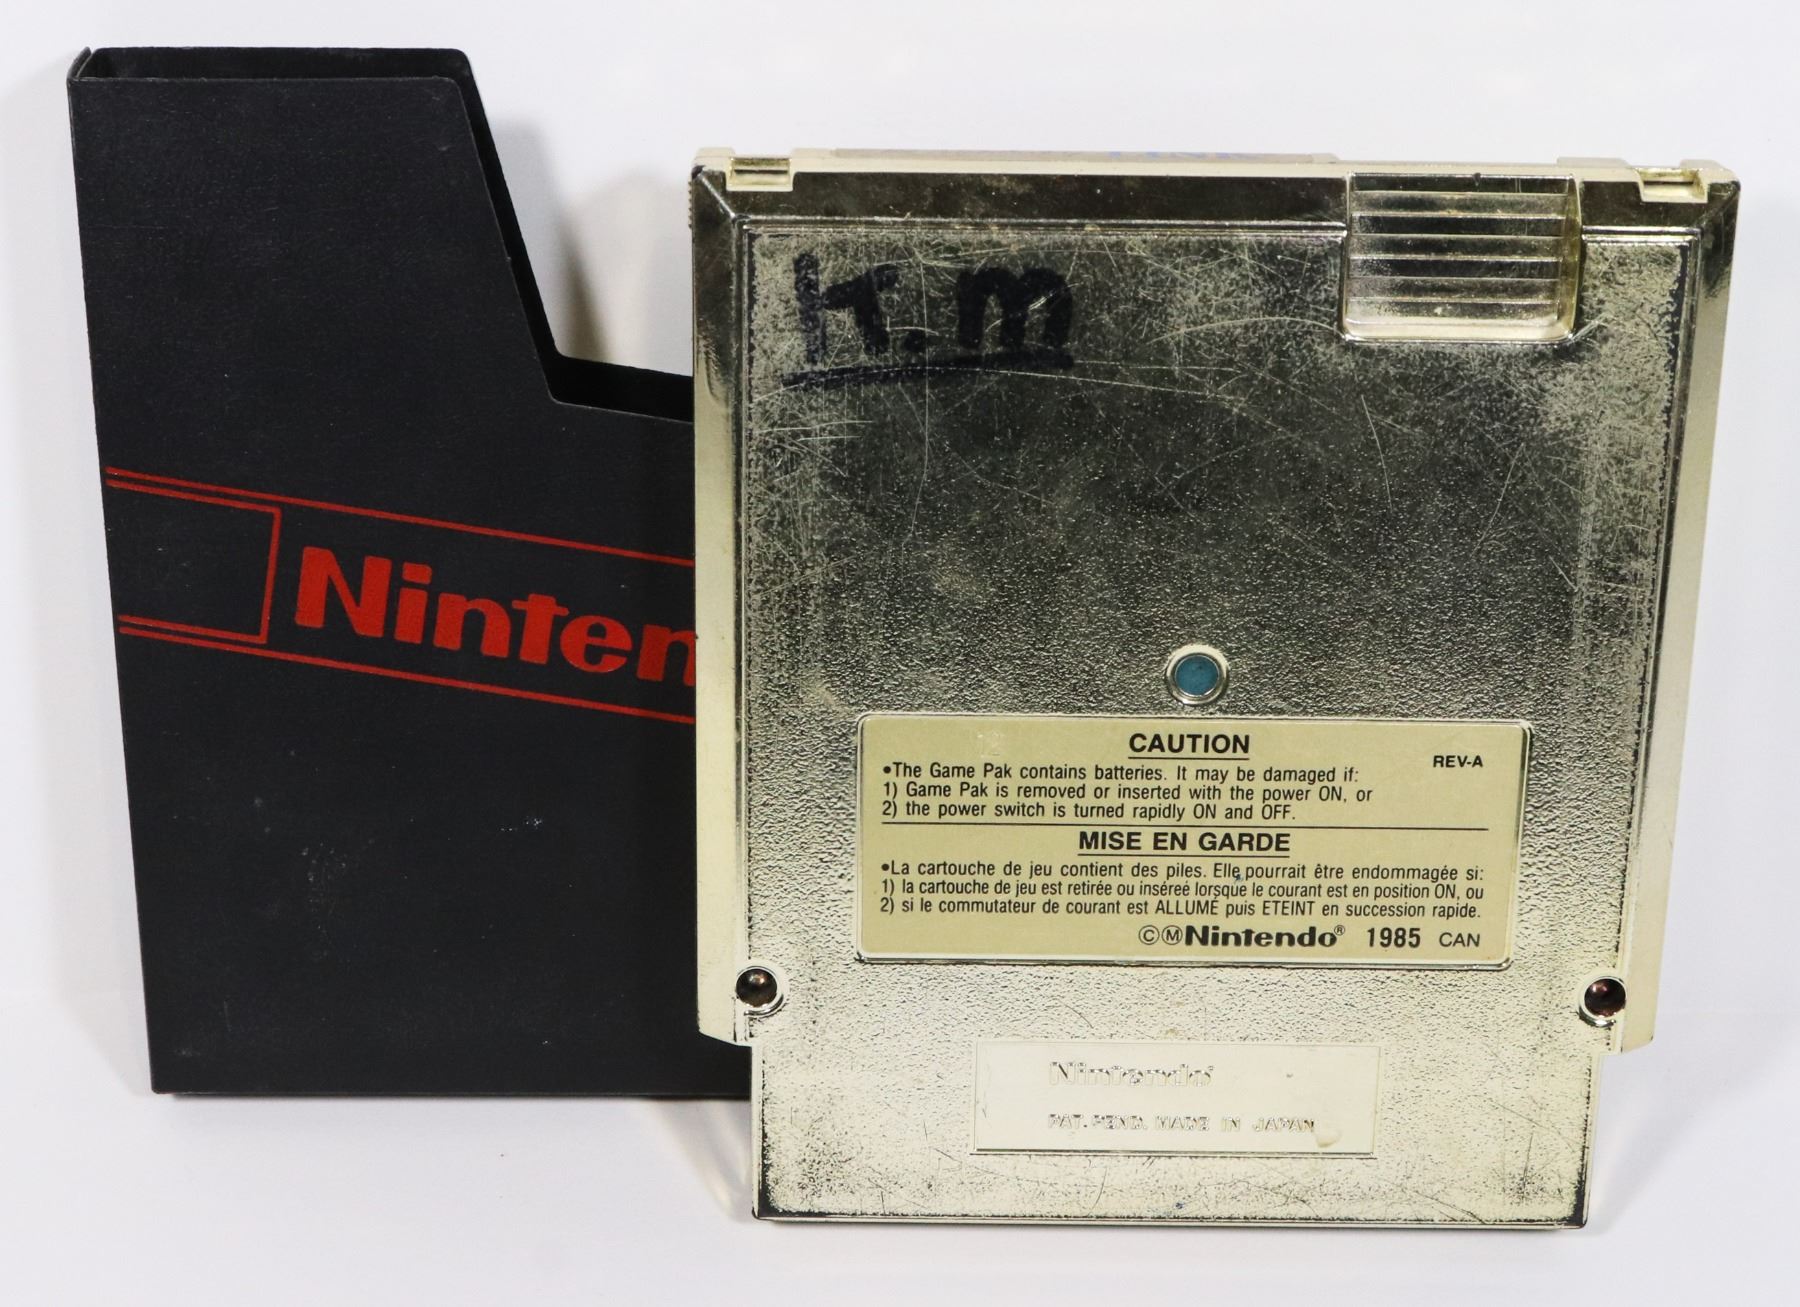 Ninten
CAUTION
REV-A
•The Game Pak contains batteries. It may be damaged if:
1) Game Pak is removed or inserted with the power ON, or
2) the power switch is turned rapidly ON and OFF.
MISE EN GARDE
•La cartouche de jeu contient des piles. Elle pourrait être endommagée si:
1) la cartouche de jeu est retirée ou insérée lorsque le courant est en position ON, ou
2) si le commutateur de courant est ALLUMÉ puis ETEINT en succession rapide.
ⒸⓂNintendo® 1985 CAN
Nintendo®
PAT. PEND. MADE IN JAPAN